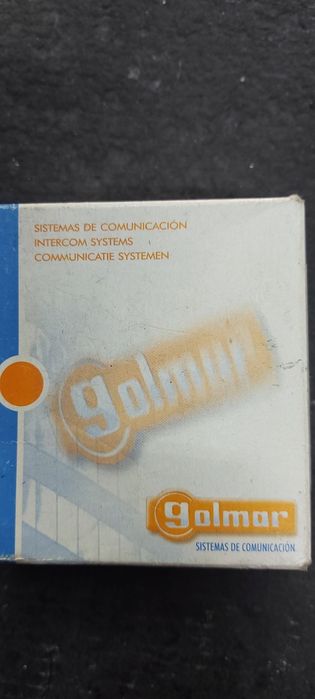 SISTEMAS DE COMUNICACIÓN
INTERCOM SYSTEMS
COMMUNICATIE SYSTEMEN
golmar
golmar
SISTEMAS DE COMUNICACIÓN